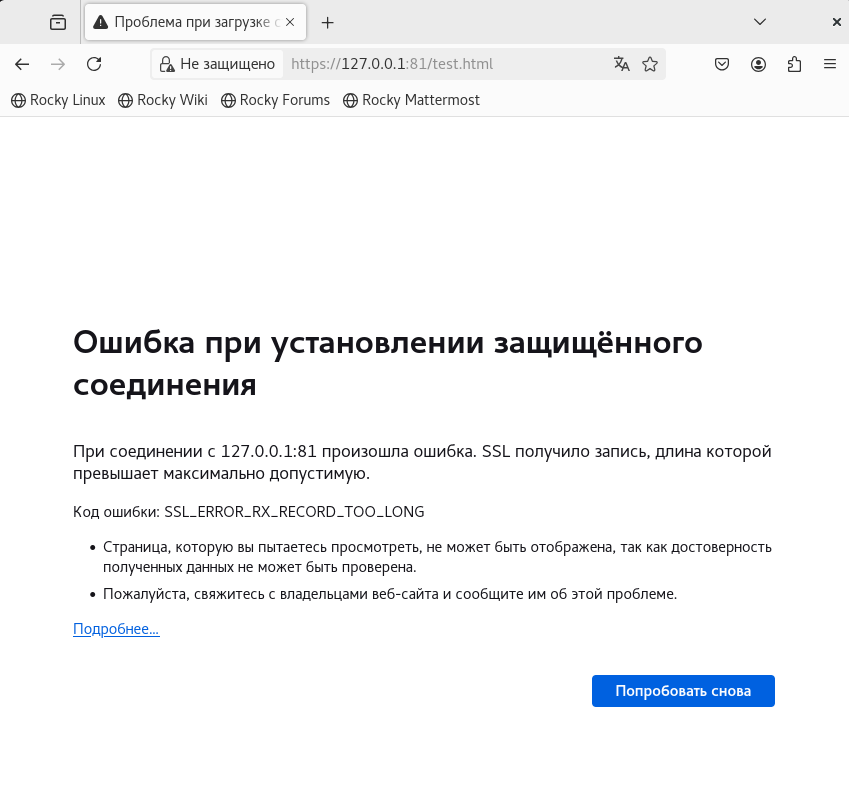 Проблема при загрузке с
Не защищено https://127.0.0.1:81/test.html
Rocky Linux Rocky Wiki Rocky Forums Rocky Mattermost
Ошибка при установлении защищённого
соединения
При соединении с 127.0.0.1:81 произошла ошибка. SSL получило запись, длина которой
превышает максимально допустимую.
Код ошибки: SSL_ERROR_RX_RECORD_TOO_LONG
• Страница, которую вы пытаетесь просмотреть, не может быть отображена, так как достоверность
полученных данных не может быть проверена.
• Пожалуйста, свяжитесь с владельцами веб-сайта и сообщите им об этой проблеме.
Подробнее...
Попробовать снова